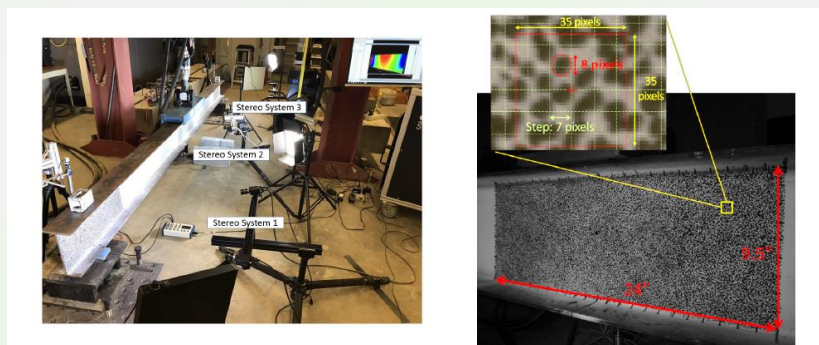 Stereo System 3
Stereo System 2
Stereo System 1
35 pixels
8 pixels
35
pixels
Step: 7 pixels
9.5"
34"